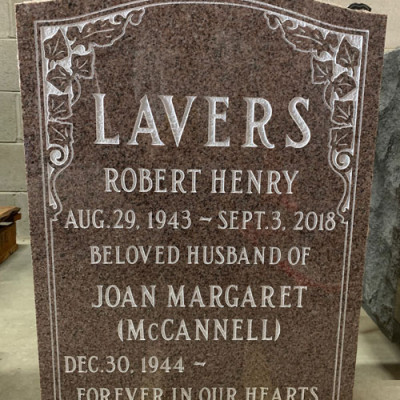 LAVERS
ROBERT HENRY
AUG. 29, 1943 ~ SEPT. 3, 2018
BELOVED HUSBAND OF
JOAN MARGARET
(McCANNELL)
DEC. 30, 1944 ~
FOREVER IN OUR HEARTS